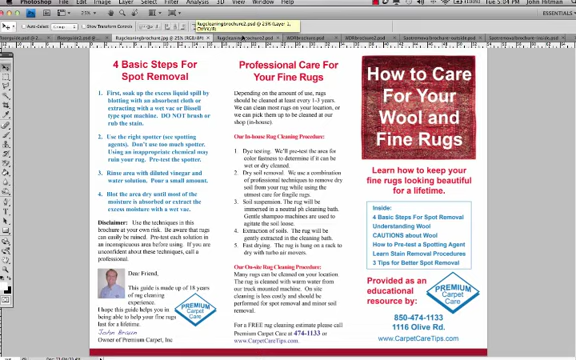 Photoshop File Edit Image Layer Select Filter Analysis 3D View
Tue 5:04 PM John Hitman
ESSENTIALS
Auto-Select:
Show Transform Controls
4 Basic Steps For
Spot Removal
1. First, soak up the excess liquid spill by
blotting with an absorbent cloth or
extracting with a wet vac or Bissell
type spot machine. DO NOT BRUSH or
rub the stain.
2. Use the right spotter (see spotting
agents). Don't use too much spotter.
Using an inappropriate chemical may
ruin your rug. Pre-test the spotter.
3. Rinse area with diluted vinegar and
water solution. Pour a small amount.
4. Blot the area dry until most of the
moisture is absorbed or extract the
excess moisture with a wet vac.
Disclaimer: Use the techniques in this
brochure at your own risk. Be aware that rugs
can easily be ruined. Pre-test each solution in
an inconspicuous area before using. If you are
unconfident about these techniques, call a
professional.
Dear Friend,
This guide is made up of 18 years
of rug cleaning
experience.
I hope this guide helps you in
being able to help your fine rugs
last for a lifetime.
John Braun
Owner of Premium Carpet Care, Inc
PREMIUM
Carpet
Care
Professional Care For
Your Fine Rugs
Depending on the amount of use, rugs
should be cleaned at least every 1-3 years.
We can clean most rugs on your location, or
we can pick them up to be cleaned at our
shop (in-house).
Our In-house Rug Cleaning Procedure:
1. Dye testing. We'll pre-test the area for
color fastness to determine if it can be
wet or dry cleaned.
2. Dry soil removal. We use a combination
of professional techniques to remove dry
soil from your rug while using the
utmost care for fragile rugs.
3. Soil suspension. The rug will be
immersed in a neutral ph cleaning bath.
Gentle shampoo machines are used to
agitate the soil loose.
4. Extraction of soils. The rug will be
gently extracted in the cleaning bath.
5. Fast drying. The rug is hung on a rack to
dry with turbo air movers.
Our On-site Rug Cleaning Procedure:
Many rugs can be cleaned on your location.
The rug is cleaned with warm water from
our truck mounted machine. On site
cleaning is less costly and should be
performed for spot removal and minor soil
removal.
For a FREE rug cleaning estimate please call
Premium Carpet Care at 474-1133 or
www.CarpetCareTips.com.
How to Care
For Your
Wool and
Fine Rugs
Learn how to keep your
fine rugs looking beautiful
for a lifetime.
Inside:
4 Basic Steps For Spot Removal
Understanding Wool
CAUTIONS about Wool
How to Pre-test a Spotting Agent
Learn Stain Removal Procedures
3 Tips for Better Spot Removal
Provided as an
educational
resource by:
PREMIUM
Carpet
Care
850-474-1133
1116 Olive Rd.
www.CarpetCareTips.com